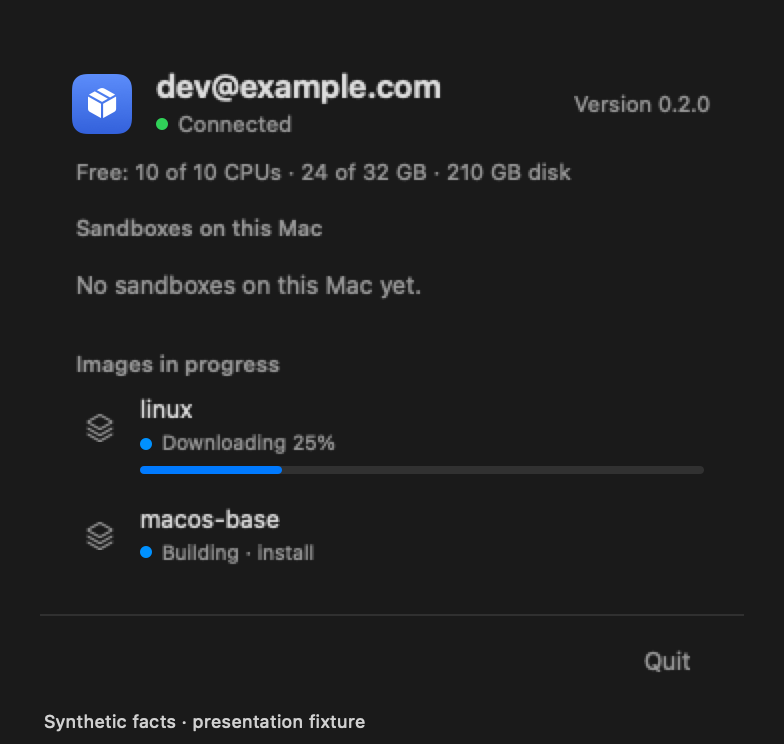 dev@example.com
Connected
Version 0.2.0
Free: 10 of 10 CPUs · 24 of 32 GB · 210 GB disk
Sandboxes on this Mac
No sandboxes on this Mac yet.
Images in progress
linux
Downloading 25%
macos-base
Building · install
Quit
Synthetic facts · presentation fixture